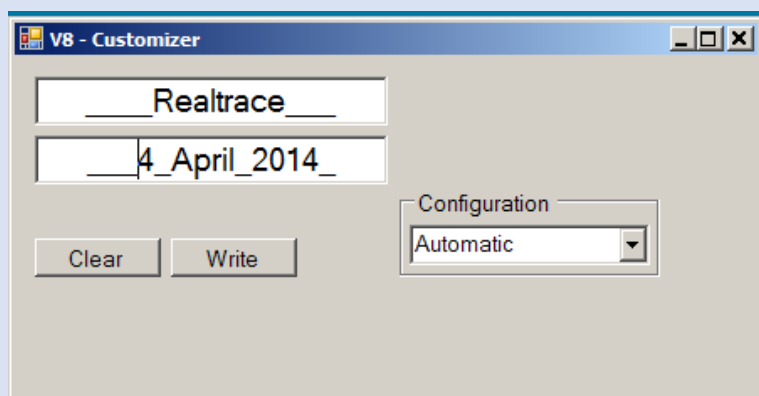 V8 - Customizer
____Realtrace___
___4_April_2014_
Configuration
Automatic
Clear Write